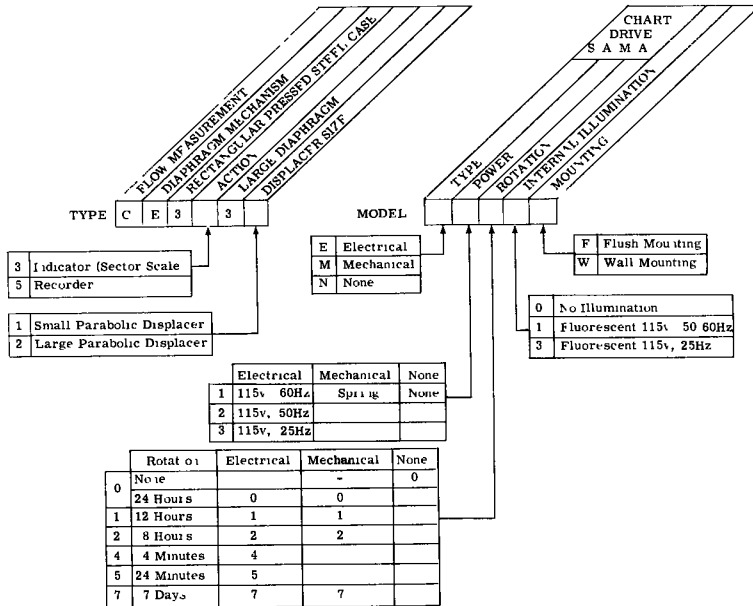 CHART
DRIVE
S A M A
FLOW MEASUREMENT
DIAPHRAGM MECHANISM
RECTANGULAR PRESSED STEEL CASE
ACTION
LARGE DIAPHRAGM
DISPLACER SIZE
TYPE
POWER
ROTATION
INTERNAL ILLUMINATION
MOUNTING
TYPE C E 3 3
MODEL
3 Indicator (Sector Scale
5 Recorder
1 Small Parabolic Displacer
2 Large Parabolic Displacer
E Electrical
M Mechanical
N None
F Flush Mounting
W Wall Mounting
0 No Illumination
1 Fluorescent 115v 50 60Hz
3 Fluorescent 115v, 25Hz
Electrical Mechanical None
1 115v 60Hz Spring None
2 115v, 50Hz
3 115v, 25Hz
Rotation Electrical Mechanical None
0 None - 0
24 Hours 0 0
1 12 Hours 1 1
2 8 Hours 2 2
4 4 Minutes 4
5 24 Minutes 5
7 7 Days 7 7